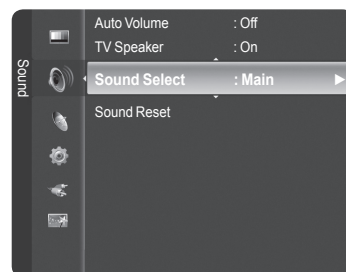 Sound
Auto Volume : Off
TV Speaker : On
Sound Select : Main
Sound Reset